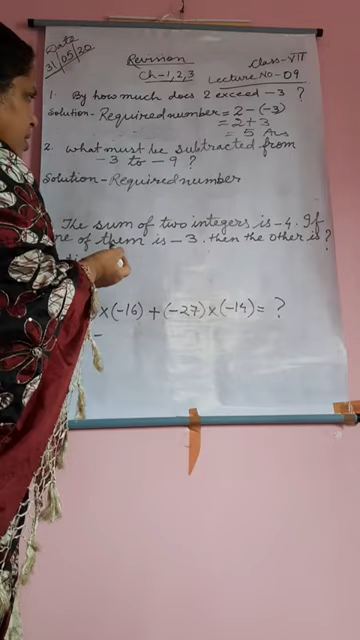 Date
31/05/20
Revision
Ch-1,2,3
Class-VII
Lecture No-09
1. By how much does 2 exceed -3 ?
Solution - Required number = 2-(-3)
= 2+3
= 5 Ans
2. what must be subtracted from
-3 to -9 ?
Solution - Required number
The sum of two integers is -4. If
of them is -3. then the other is ?
x(-16) + (-27)x(-14) = ?